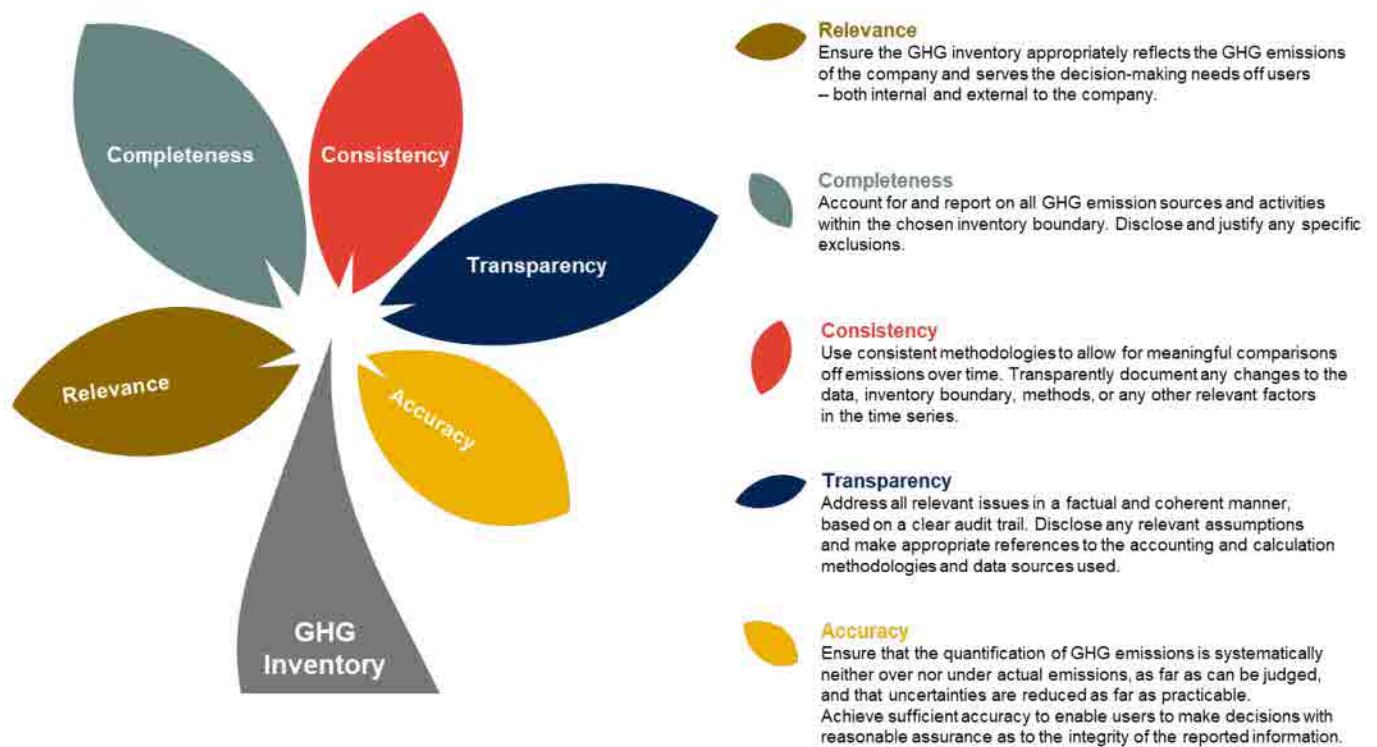 Completeness
Consistency
Transparency
Relevance
Accuracy
GHG
Inventory
Relevance
Ensure the GHG inventory appropriately reflects the GHG emissions
of the company and serves the decision-making needs off users
– both internal and external to the company.
Completeness
Account for and report on all GHG emission sources and activities
within the chosen inventory boundary. Disclose and justify any specific
exclusions.
Consistency
Use consistent methodologies to allow for meaningful comparisons
off emissions over time. Transparently document any changes to the
data, inventory boundary, methods, or any other relevant factors
in the time series.
Transparency
Address all relevant issues in a factual and coherent manner,
based on a clear audit trail. Disclose any relevant assumptions
and make appropriate references to the accounting and calculation
methodologies and data sources used.
Accuracy
Ensure that the quantification of GHG emissions is systematically
neither over nor under actual emissions, as far as can be judged,
and that uncertainties are reduced as far as practicable.
Achieve sufficient accuracy to enable users to make decisions with
reasonable assurance as to the integrity of the reported information.